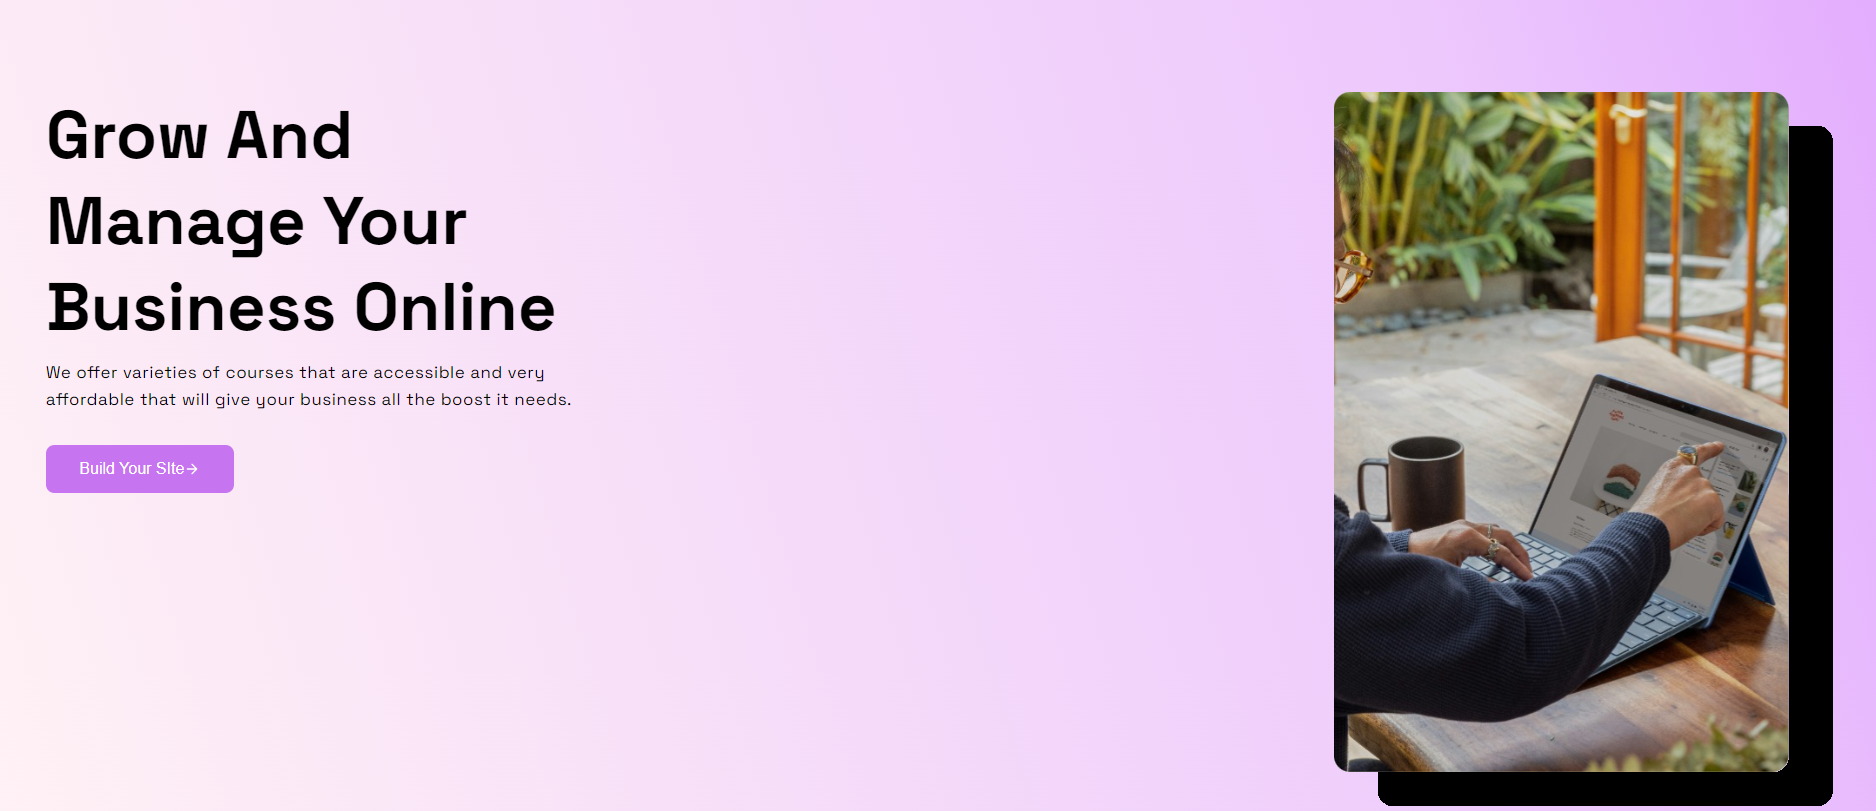 Grow And
Manage Your
Business Online
We offer varieties of courses that are accessible and very
affordable that will give your business all the boost it needs.
Build Your SIte→